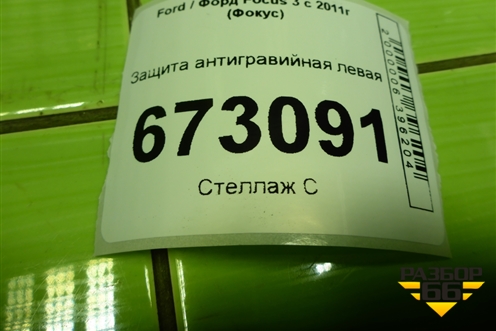 Ford / Форд Focus 3 с 2011г
(Фокус)
Защита антигравийная левая
673091
Стеллаж С
2000006396204
РАЗБОР
66